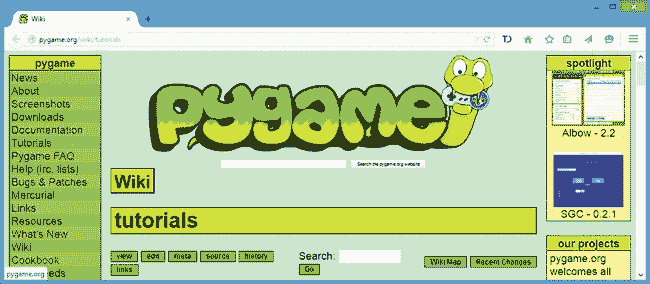 Wiki
pygame.org/wiki/tutorials
pygame
News
About
Screenshots
Downloads
Documentation
Tutorials
Pygame FAQ
Help (irc, lists)
Bugs & Patches
Mercurial
Links
Resources
What's New
Wiki
Cookbook
pygame.org
eeds
pygame
Search the pygame.org website
Wiki
tutorials
view
edit
meta
source
history
links
Search:
Go
Wiki Map
Recent Changes
spotlight
Albow - 2.2
SGC - 0.2.1
our projects
pygame.org
welcomes all